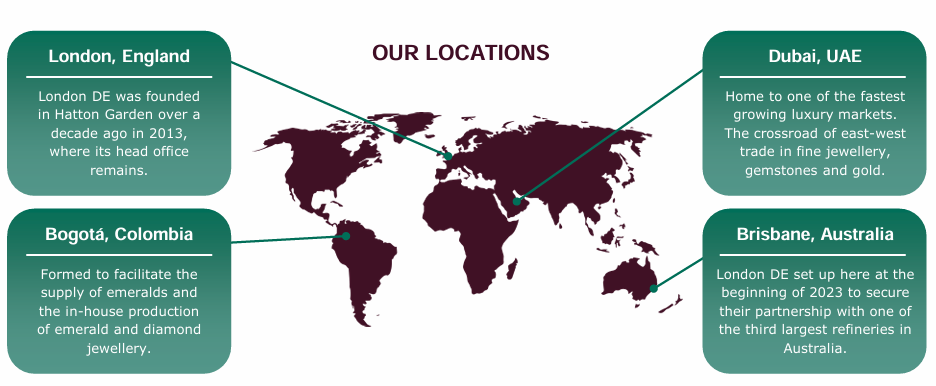 OUR LOCATIONS
London, England
London DE was founded
in Hatton Garden over a
decade ago in 2013,
where its head office
remains.
Dubai, UAE
Home to one of the fastest
growing luxury markets.
The crossroad of east-west
trade in fine jewellery,
gemstones and gold.
Bogotá, Colombia
Formed to facilitate the
supply of emeralds and
the in-house production
of emerald and diamond
jewellery.
Brisbane, Australia
London DE set up here at the
beginning of 2023 to secure
their partnership with one of
the third largest refineries in
Australia.